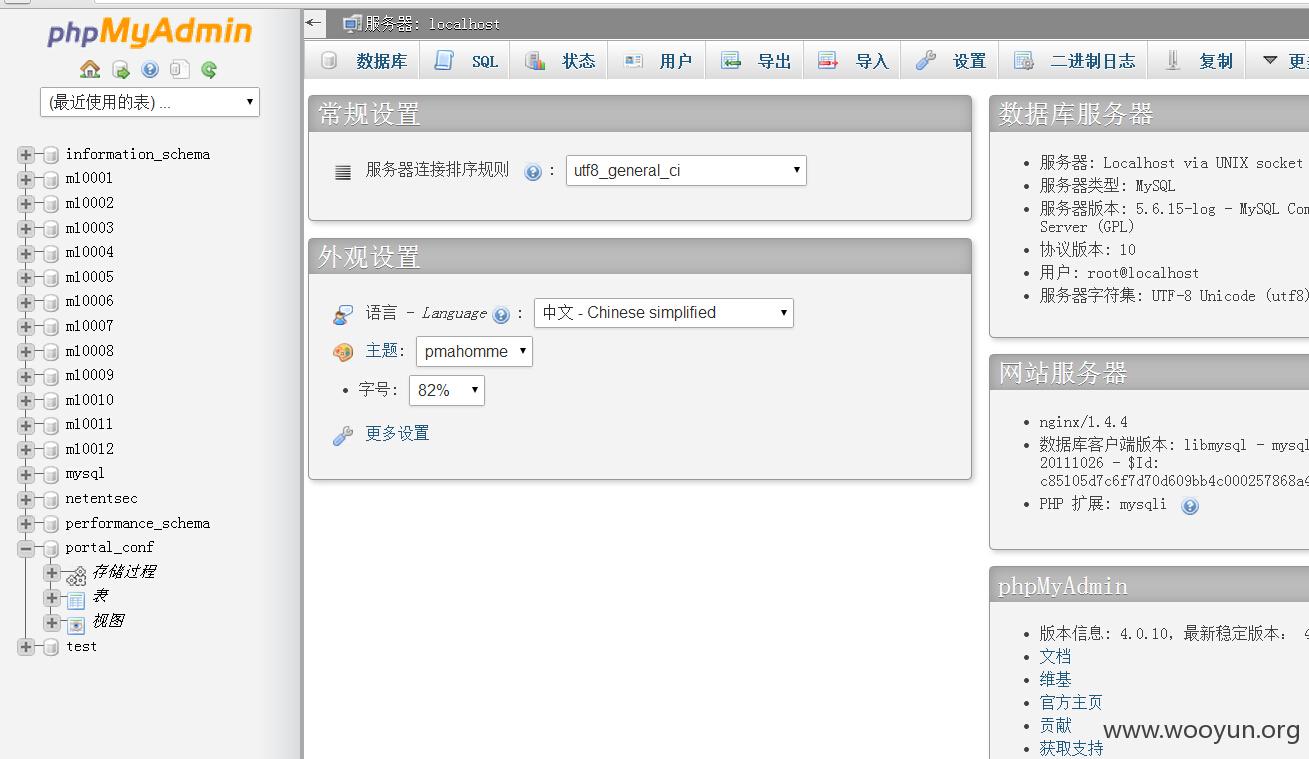 phpMyAdmin
(最近使用的表) ...
information_schema
m10001
m10002
m10003
m10004
m10005
m10006
m10007
m10008
m10009
m10010
m10011
m10012
mysql
netentsec
performance_schema
portal_conf
存储过程
表
视图
test
服务器: localhost
数据库 SQL 状态 用户 导出 导入 设置 二进制日志 复制
常规设置
服务器连接排序规则 : utf8_general_ci
外观设置
语言 - Language : 中文 - Chinese simplified
主题: pmahomme
字号: 82%
更多设置
数据库服务器
服务器: Localhost via UNIX socket
服务器类型: MySQL
服务器版本: 5.6.15-log - MySQL Com
Server (GPL)
协议版本: 10
用户: root@localhost
服务器字符集: UTF-8 Unicode (utf8)
网站服务器
nginx/1.4.4
数据库客户端版本: libmysql - mysql
20111026 - $Id:
c85105d7c6f7d70d609bb4c000257868a4
PHP 扩展: mysqli
phpMyAdmin
版本信息: 4.0.10, 最新稳定版本: 4
文档
维基
官方主页
贡献
获取支持
www.wooyun.org